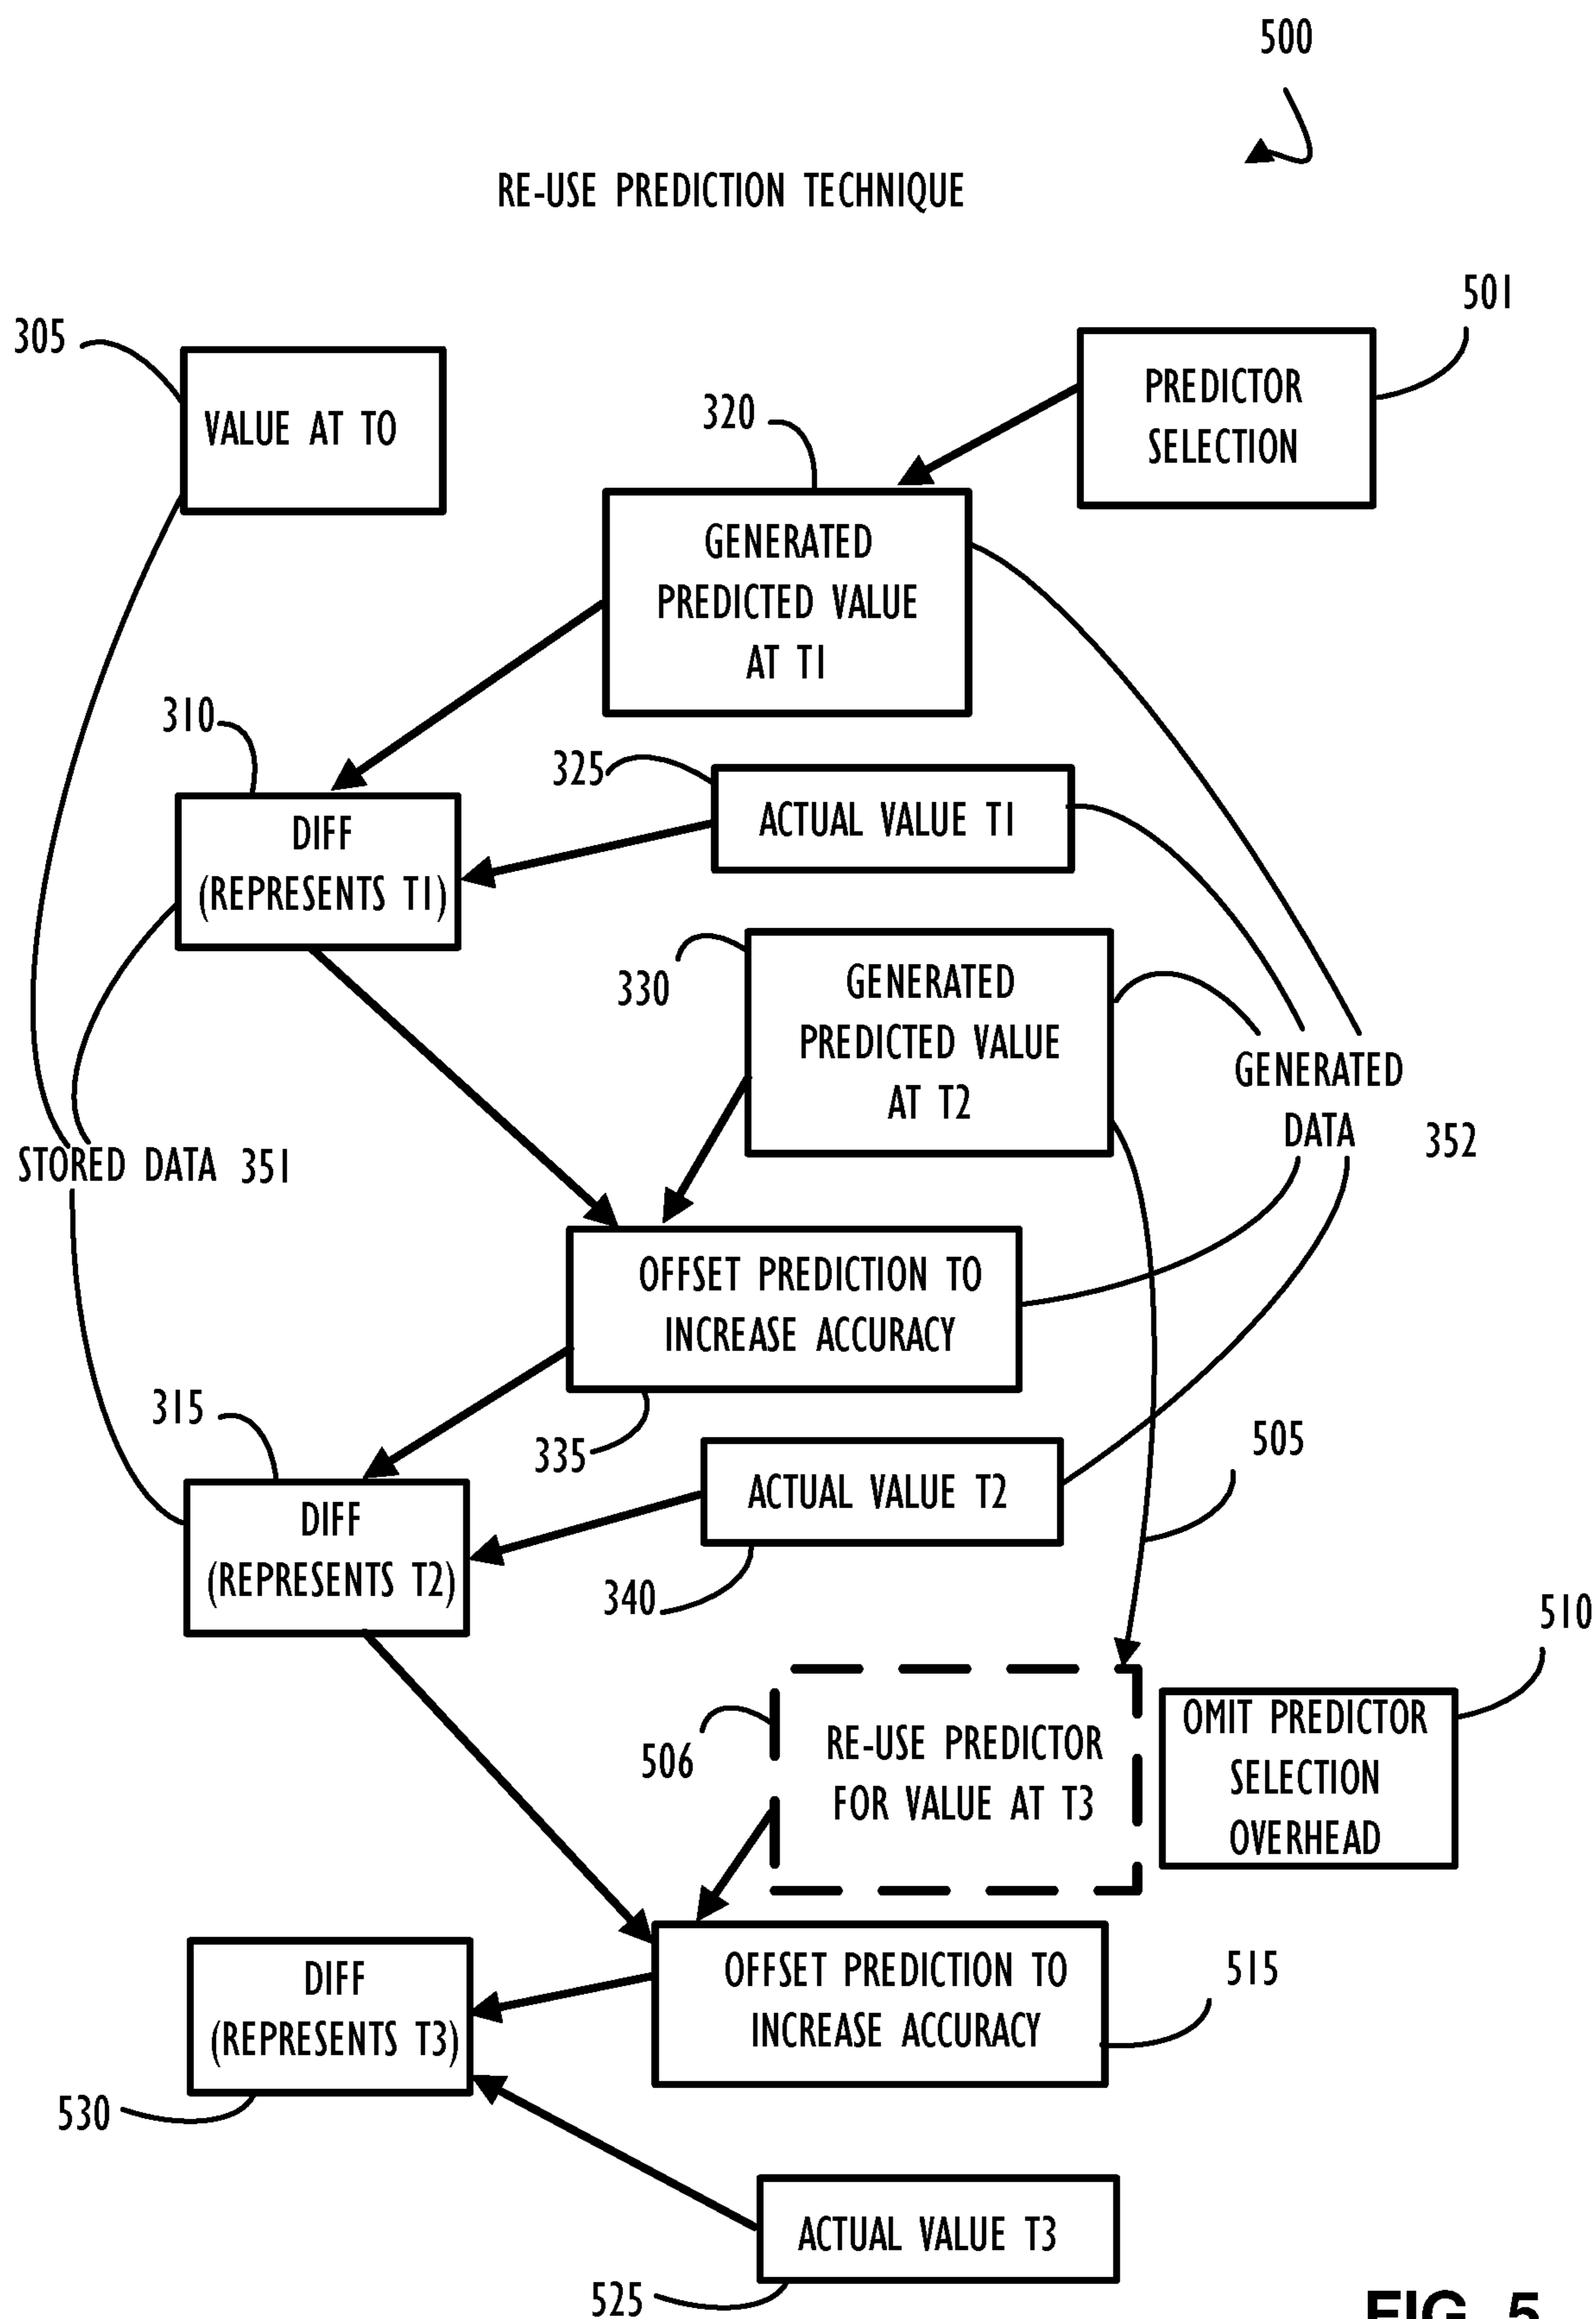 500
RE-USE PREDICTION TECHNIQUE
501
305
VALUE AT T0
320
PREDICTOR
SELECTION
GENERATED
PREDICTED VALUE
AT T1
310
325
ACTUAL VALUE T1
DIFF
(REPRESENTS T1)
330
GENERATED
PREDICTED VALUE
AT T2
GENERATED
DATA
352
STORED DATA 351
OFFSET PREDICTION TO
INCREASE ACCURACY
315
335
505
ACTUAL VALUE T2
DIFF
(REPRESENTS T2)
340
510
506
RE-USE PREDICTOR
FOR VALUE AT T3
OMIT PREDICTOR
SELECTION
OVERHEAD
OFFSET PREDICTION TO
INCREASE ACCURACY
515
DIFF
(REPRESENTS T3)
530
ACTUAL VALUE T3
525
FIG. 5